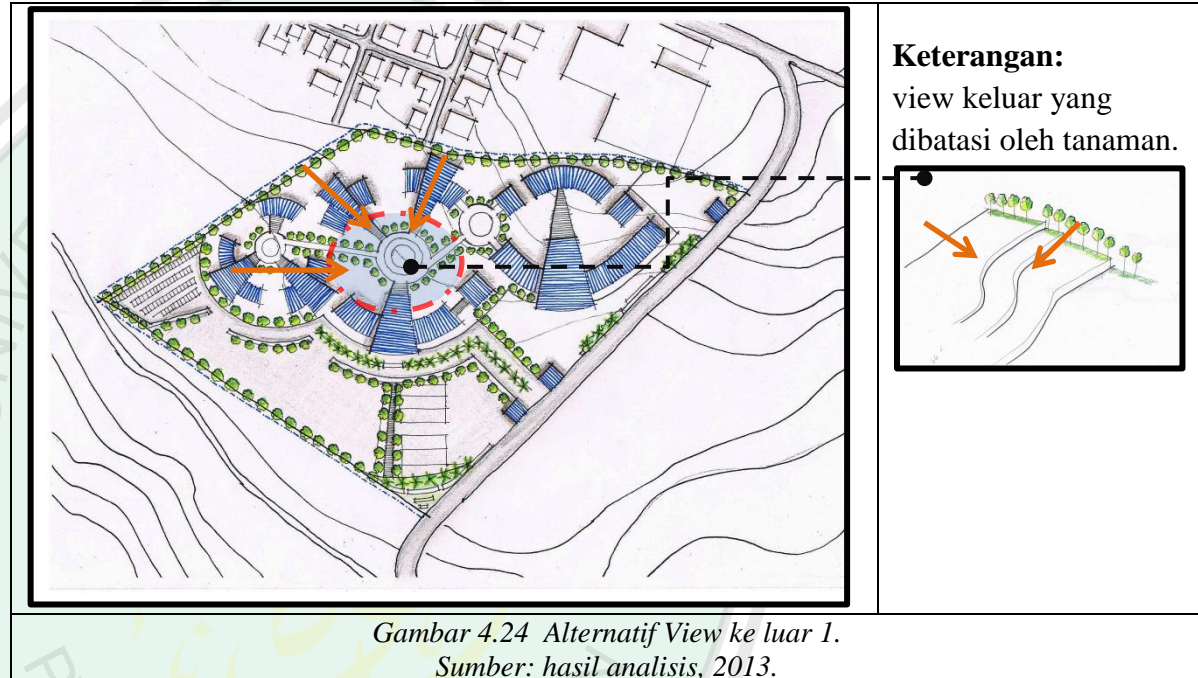 Keterangan:
view keluar yang
dibatasi oleh tanaman.
Gambar 4.24 Alternatif View ke luar 1.
Sumber: hasil analisis, 2013.